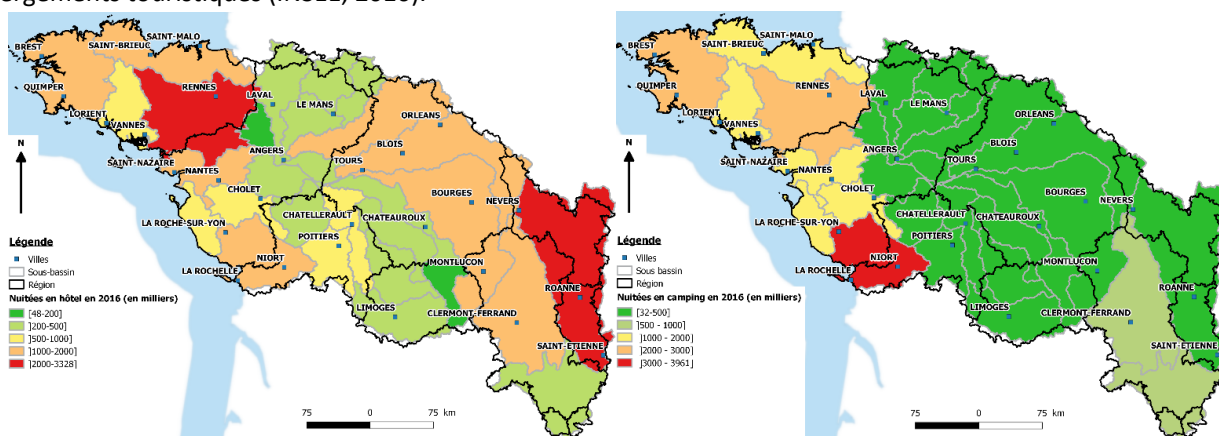 ergements touristiques (INSEE, 2016).
SAINT-MALO
SAINT-BRIEUC
BREST
RENNES
QUIMPER
LAVAL
LE MANS
LORIENT
VANNES
ORLEANS
ANGERS
BLOIS
SAINT-NAZAIRE
TOURS
NANTES
CHOLET
BOURGES
NEVERS
CHATELLERAULT
CHATEAUROUX
LA ROCHE-SUR-YON
POITIERS
NIORT
MONTLUCON
LA ROCHELLE
ROANNE
LIMOGES
CLERMONT-FERRAND
SAINT-ETIENNE
N
Légende
Villes
Sous-bassin
Région
Nuitées en hôtel en 2016 (en milliers)
[48-200]
]200-500]
]500-1000]
]1000-2000]
]2000-3328]
75 0 75 km
SAINT-MALO
SAINT-BRIEUC
BREST
RENNES
QUIMPER
LAVAL
LE MANS
LORIENT
VANNES
ORLEANS
ANGERS
BLOIS
SAINT-NAZAIRE
TOURS
NANTES
CHOLET
BOURGES
NEVERS
CHATELLERAULT
CHATEAUROUX
LA ROCHE-SUR-YON
POITIERS
NIORT
MONTLUCON
LA ROCHELLE
ROANNE
LIMOGES
CLERMONT-FERRAND
SAINT-ETIENNE
N
Légende
Villes
Sous bassin
Région
Nuitées en camping en 2016 (en milliers)
[32-500]
]500 - 1000]
]1000 - 2000]
]2000 - 3000]
]3000 - 3961]
75 0 75 km